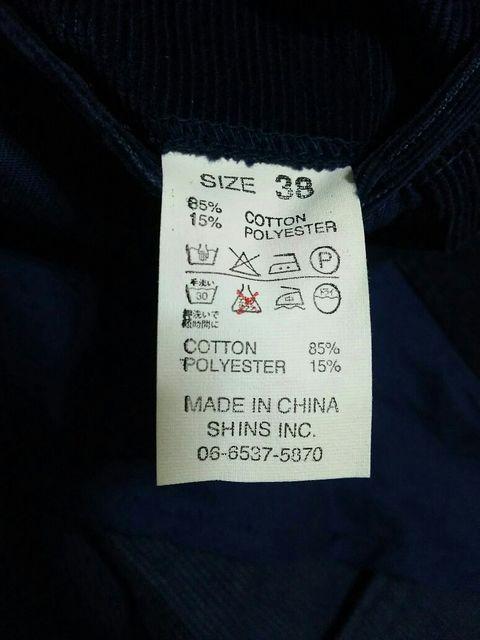 SIZE 38
85% COTTON
15% POLYESTER
P
手洗い
30
COTTON 85%
POLYESTER 15%
MADE IN CHINA
SHINS INC.
06-6537-5870